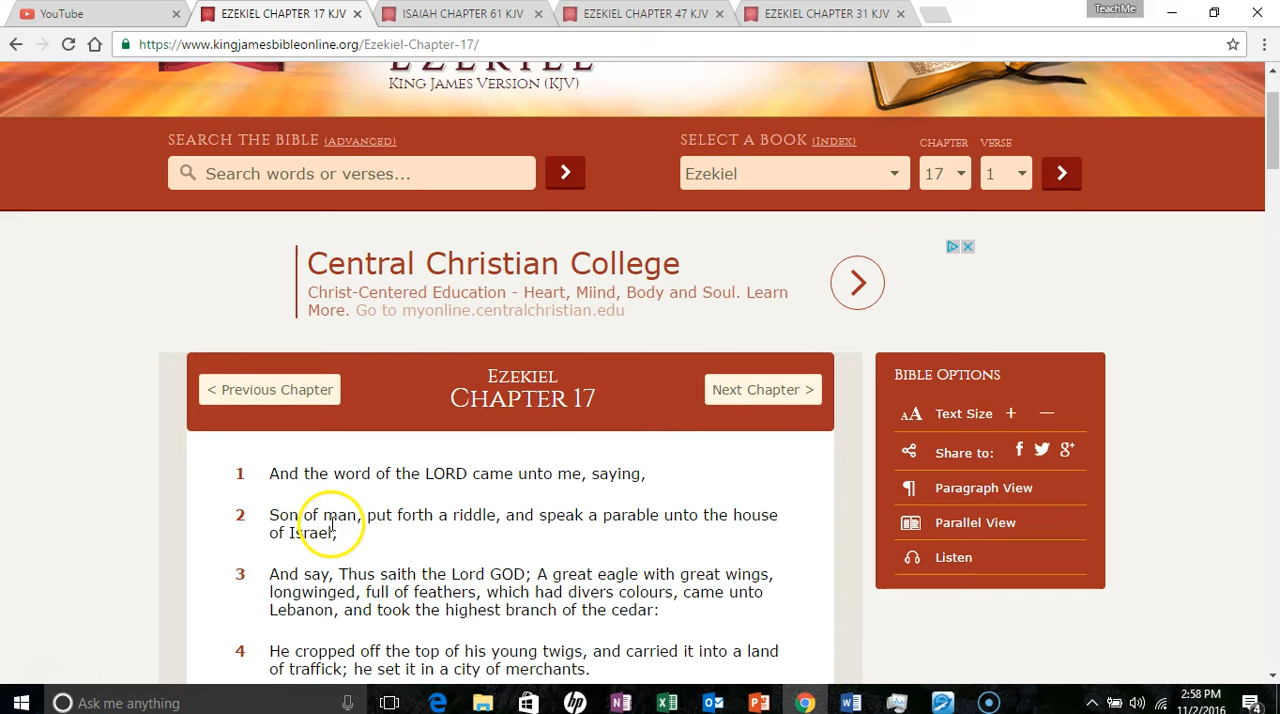 YouTube
EZEKIEL CHAPTER 17 KJV
ISAIAH CHAPTER 61 KJV
EZEKIEL CHAPTER 47 KJV
EZEKIEL CHAPTER 31 KJV
TeachMe
https://www.kingjamesbibleonline.org/Ezekiel-Chapter-17/
EZEKIEL
KING JAMES VERSION (KJV)
SEARCH THE BIBLE (ADVANCED)
SELECT A BOOK (INDEX)
CHAPTER
VERSE
Search words or verses...
Ezekiel
17
1
Central Christian College
Christ-Centered Education - Heart, Miind, Body and Soul. Learn
More. Go to myonline.centralchristian.edu
< Previous Chapter
EZEKIEL
CHAPTER 17
Next Chapter >
1 And the word of the LORD came unto me, saying,
2 Son of man, put forth a riddle, and speak a parable unto the house
of Israel;
3 And say, Thus saith the Lord GOD; A great eagle with great wings,
longwinged, full of feathers, which had divers colours, came unto
Lebanon, and took the highest branch of the cedar:
4 He cropped off the top of his young twigs, and carried it into a land
of traffick; he set it in a city of merchants.
BIBLE OPTIONS
AA Text Size + —
Share to: f g+
¶ Paragraph View
Parallel View
Listen
Ask me anything
2:58 PM
11/2/2016
4